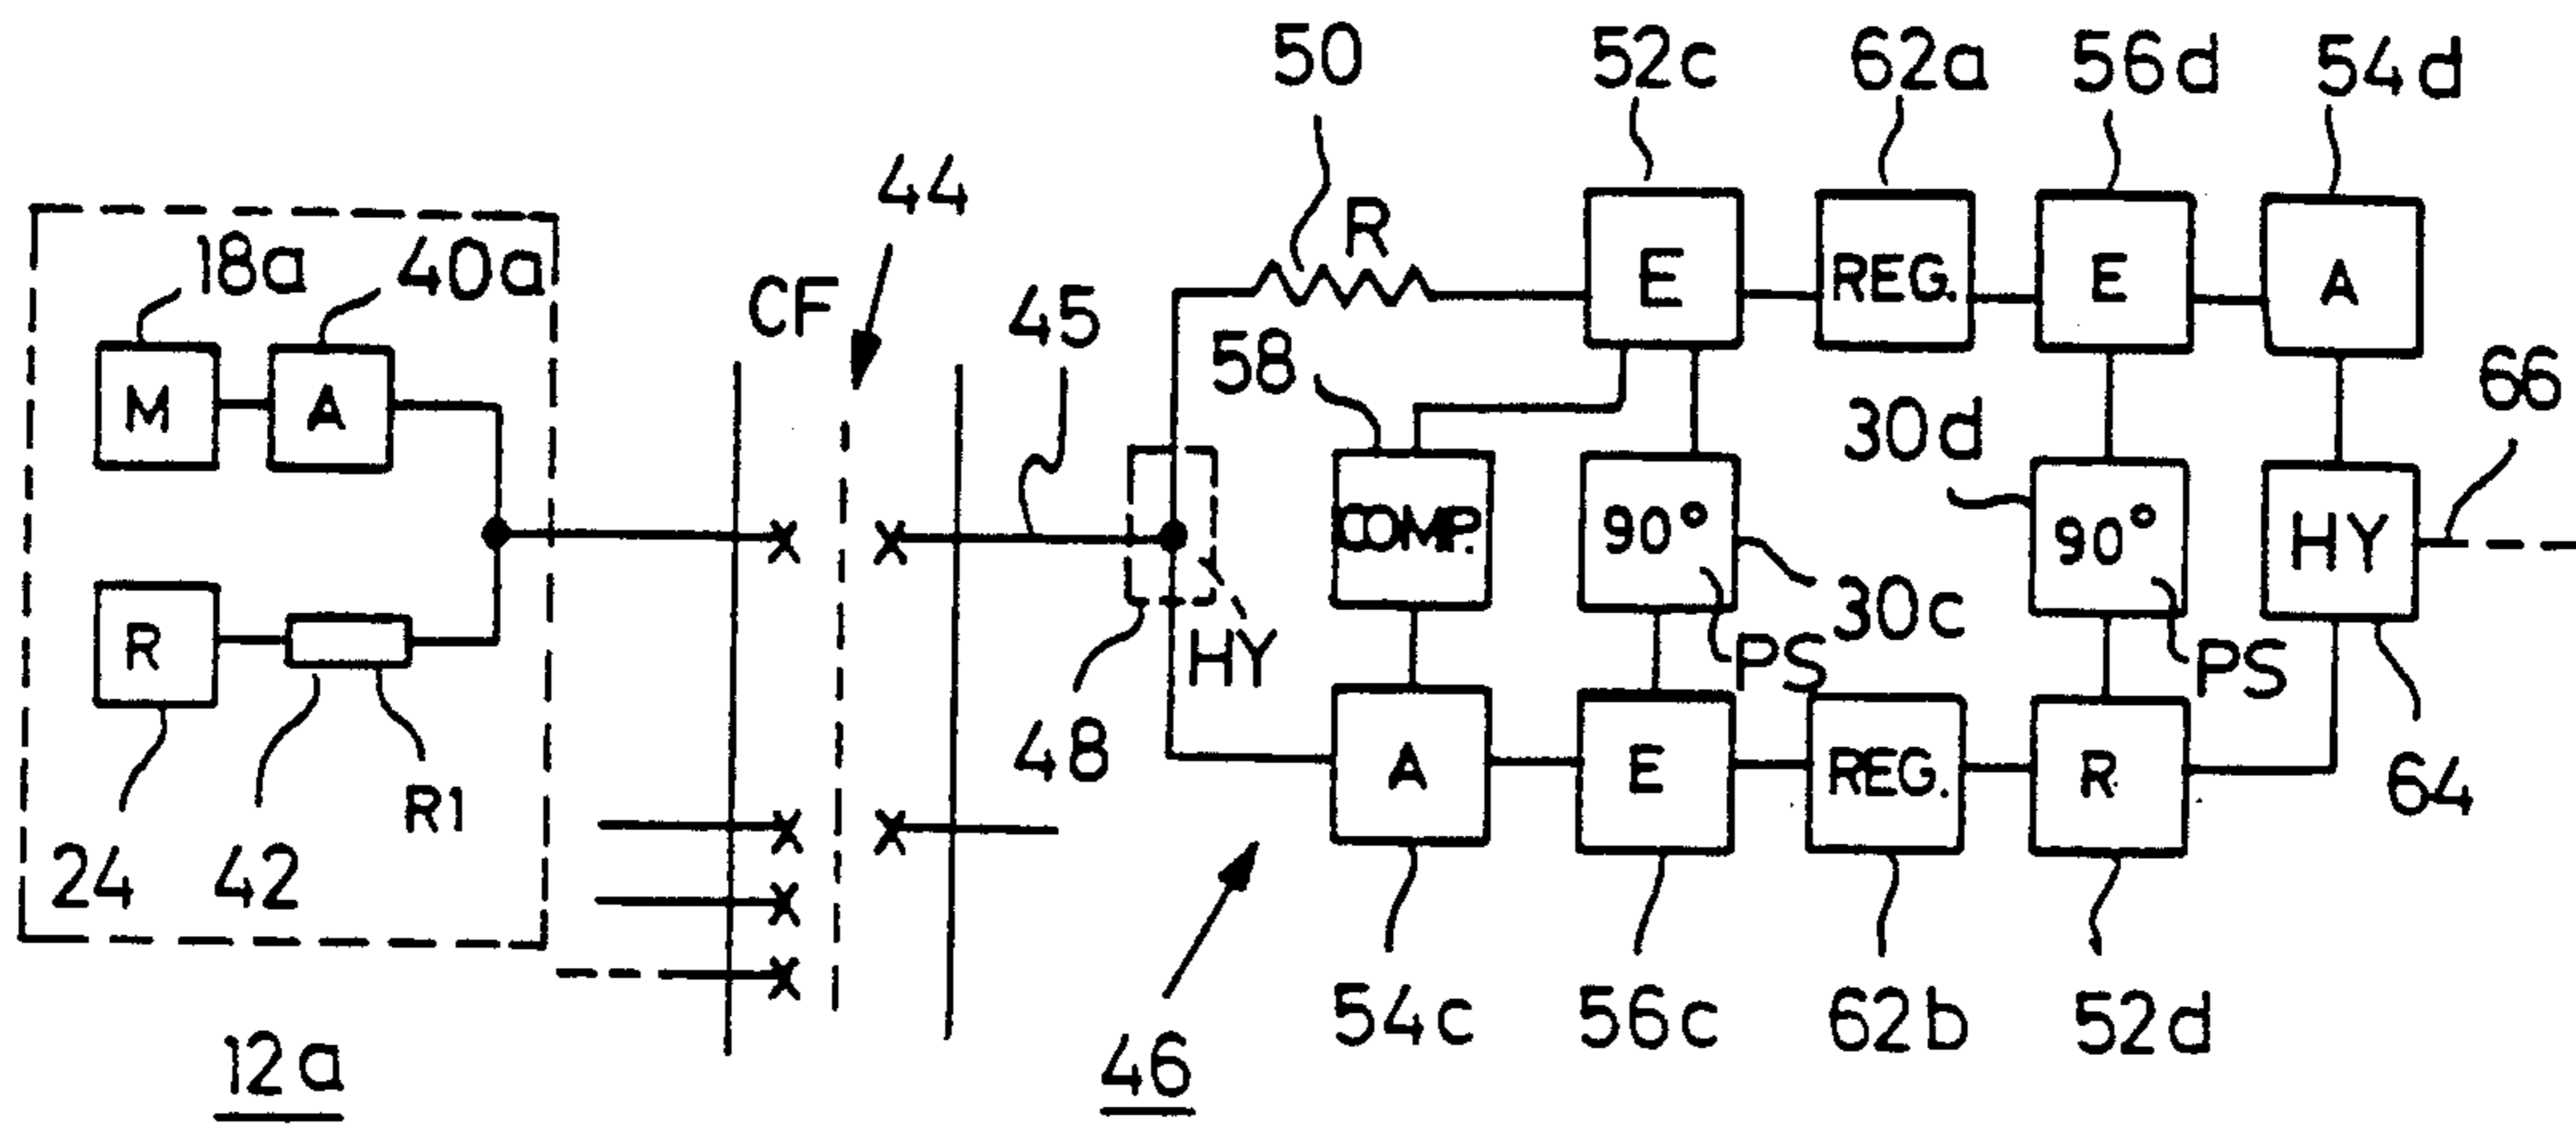 50 52c 62a 56d 54d
44
18a 40a CF 45 R E REG. E A
58 66
M A 30d
COMP. 90° 90° HY
R HY 30c
PS PS
48 A E REG. R 64
24 42 R1
54c 56c 62b 52d
12a 46